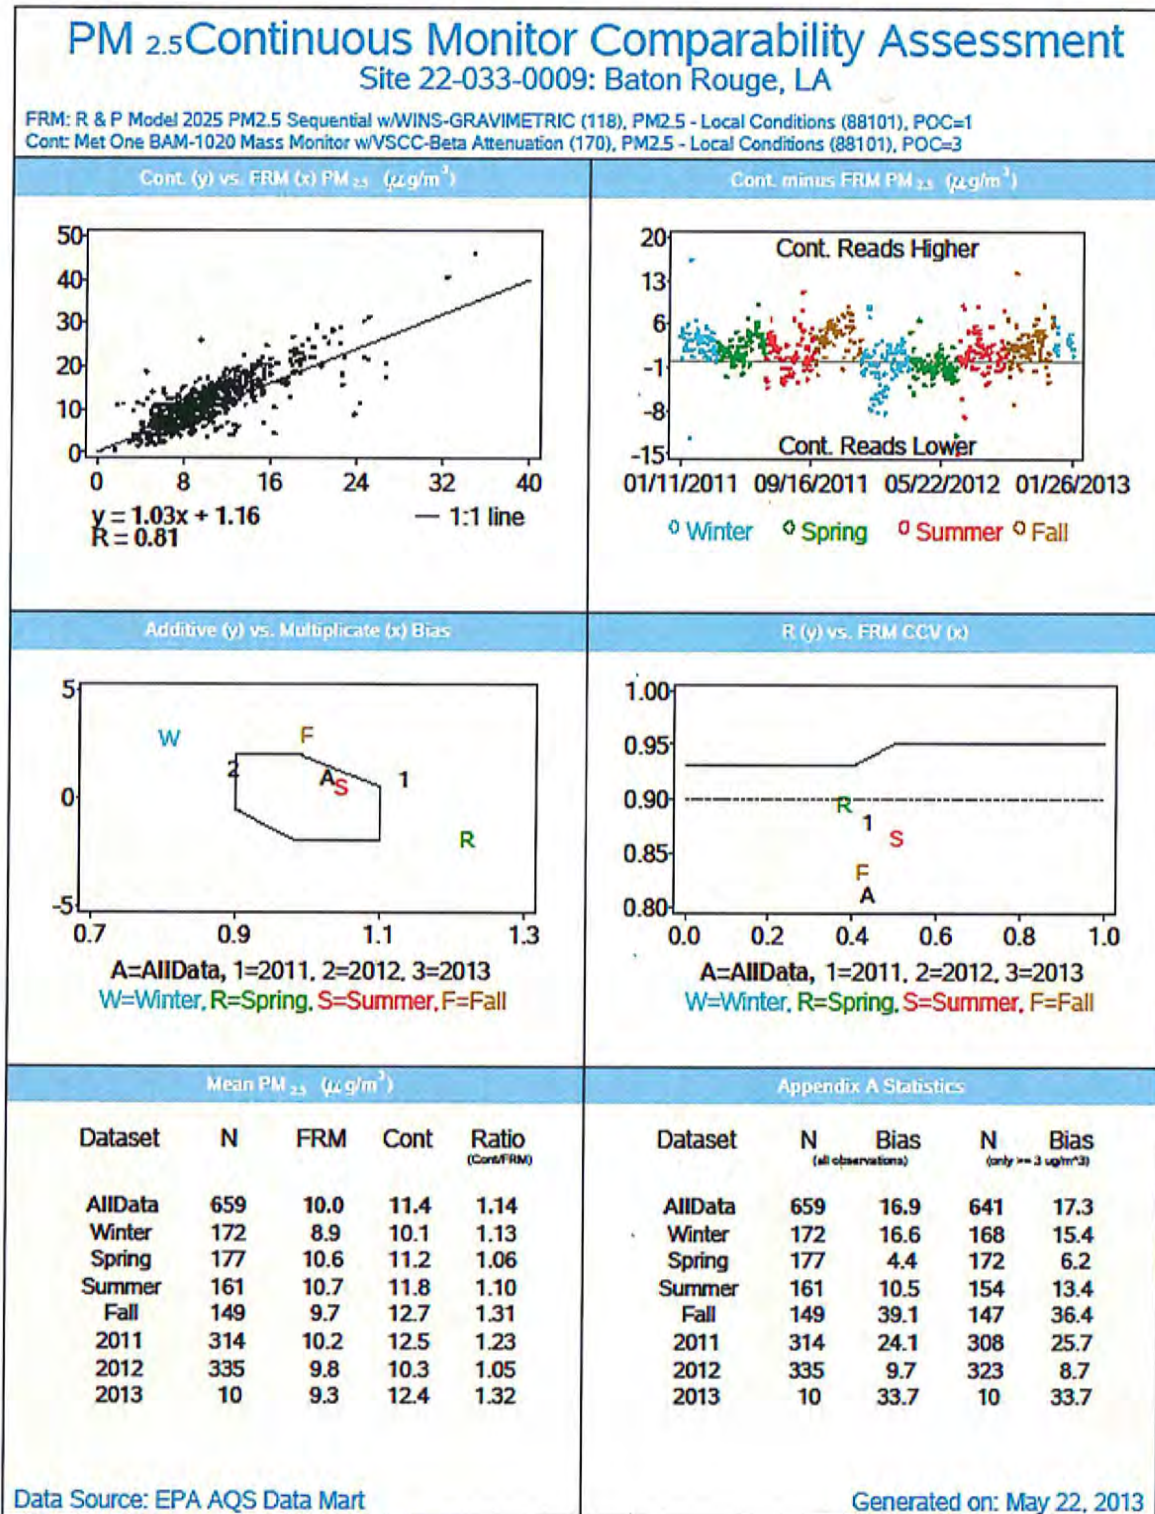 PM 2.5 Continuous Monitor Comparability Assessment
Site 22-033-0009: Baton Rouge, LA
FRM: R & P Model 2025 PM2.5 Sequential w/WINS-GRAVIMETRIC (118), PM2.5 - Local Conditions (88101), POC=1
Cont: Met One BAM-1020 Mass Monitor w/VSCC-Beta Attenuation (170), PM2.5 - Local Conditions (88101), POC=3
Cont. (y) vs. FRM (x) PM 2.5 (µg/m³)
50
40
30
20
10
0
0 8 16 24 32 40
y = 1.03x + 1.16
R = 0.81
— 1:1 line
Cont. minus FRM PM 2.5 (µg/m³)
20
13
6
-1
-8
-15
Cont. Reads Higher
Cont. Reads Lower
01/11/2011 09/16/2011 05/22/2012 01/26/2013
Winter Spring Summer Fall
Additive (y) vs. Multiplicate (x) Bias
5
0
-5
W
F
2
A
S
1
R
0.7 0.9 1.1 1.3
A=AllData, 1=2011, 2=2012, 3=2013
W=Winter, R=Spring, S=Summer, F=Fall
R (y) vs. FRM CCV (x)
1.00
0.95
0.90
0.85
0.80
R
1
S
F
A
0.0 0.2 0.4 0.6 0.8 1.0
A=AllData, 1=2011, 2=2012, 3=2013
W=Winter, R=Spring, S=Summer, F=Fall
Mean PM 2.5 (µg/m³)
Dataset N FRM Cont Ratio
(Cont/FRM)
AllData 659 10.0 11.4 1.14
Winter 172 8.9 10.1 1.13
Spring 177 10.6 11.2 1.06
Summer 161 10.7 11.8 1.10
Fall 149 9.7 12.7 1.31
2011 314 10.2 12.5 1.23
2012 335 9.8 10.3 1.05
2013 10 9.3 12.4 1.32
Appendix A Statistics
Dataset N Bias N Bias
(all observations) (only >= 3 ug/m^3)
AllData 659 16.9 641 17.3
Winter 172 16.6 168 15.4
Spring 177 4.4 172 6.2
Summer 161 10.5 154 13.4
Fall 149 39.1 147 36.4
2011 314 24.1 308 25.7
2012 335 9.7 323 8.7
2013 10 33.7 10 33.7
Data Source: EPA AQS Data Mart
Generated on: May 22, 2013